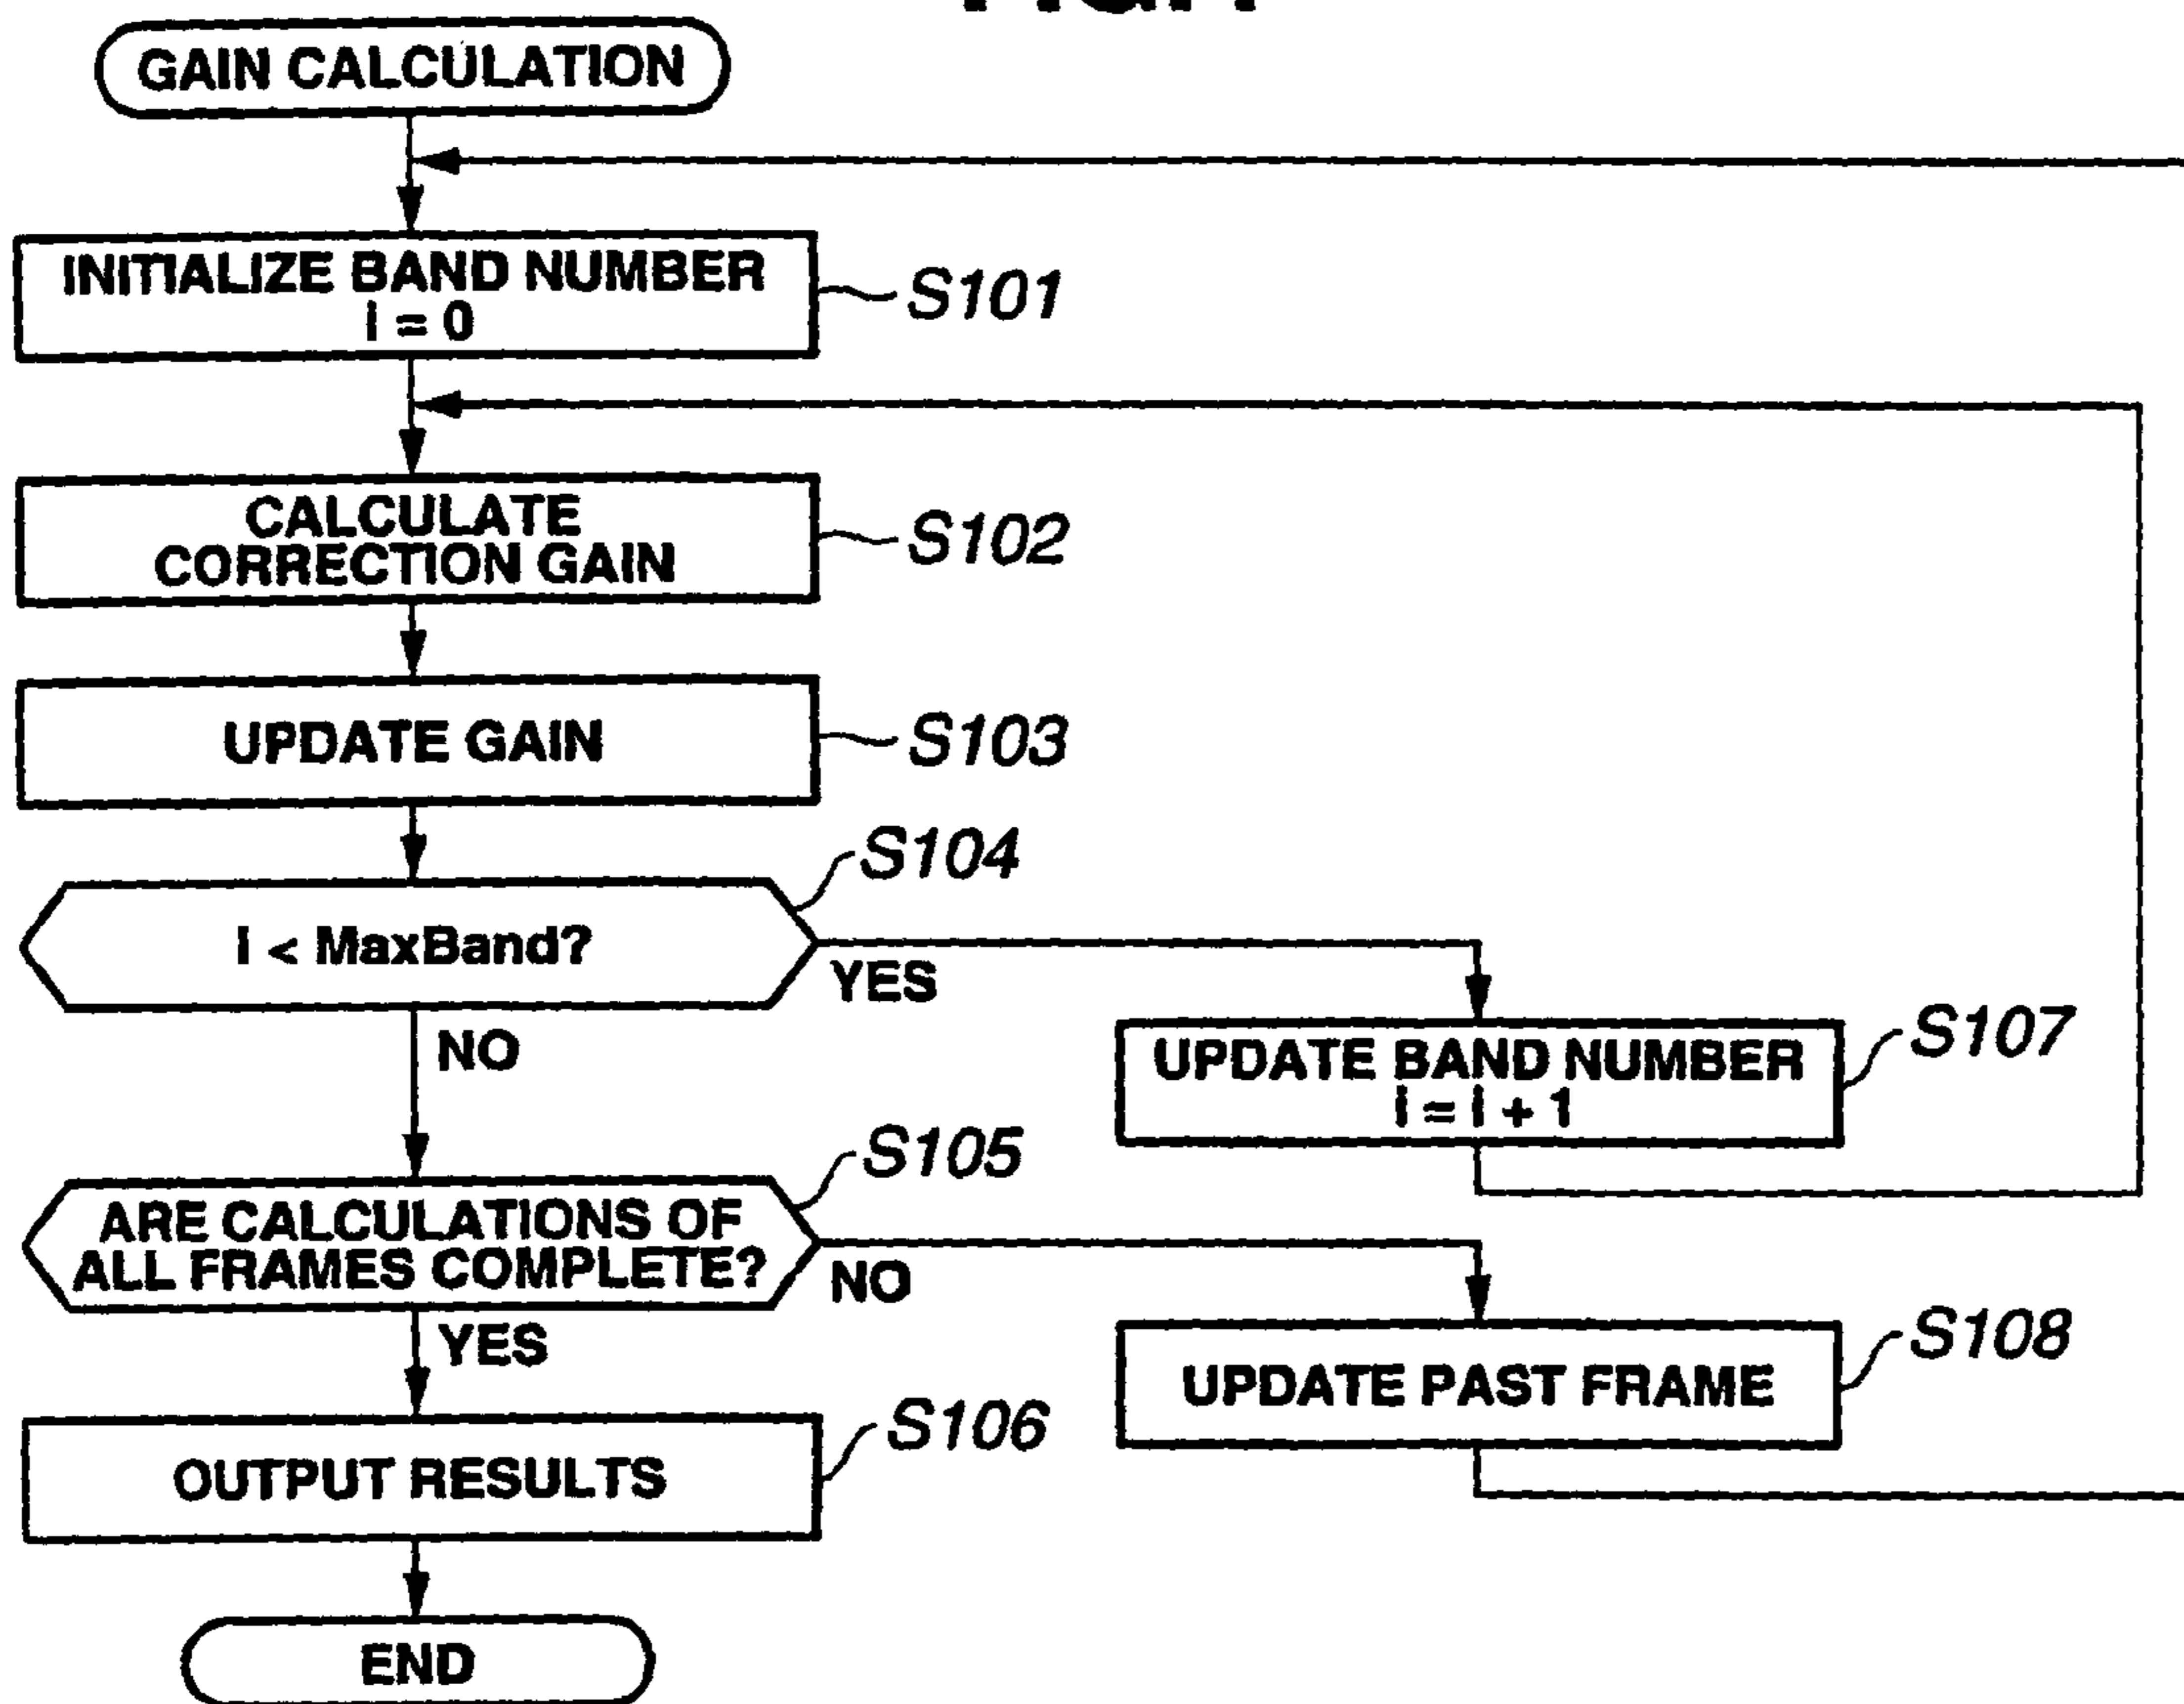 GAIN CALCULATION
INITIALIZE BAND NUMBER
i = 0
S101
CALCULATE
CORRECTION GAIN
S102
UPDATE GAIN
S103
S104
i < MaxBand?
YES
NO
UPDATE BAND NUMBER
i = i + 1
S107
S105
ARE CALCULATIONS OF
ALL FRAMES COMPLETE?
NO
YES
UPDATE PAST FRAME
S108
OUTPUT RESULTS
S106
END